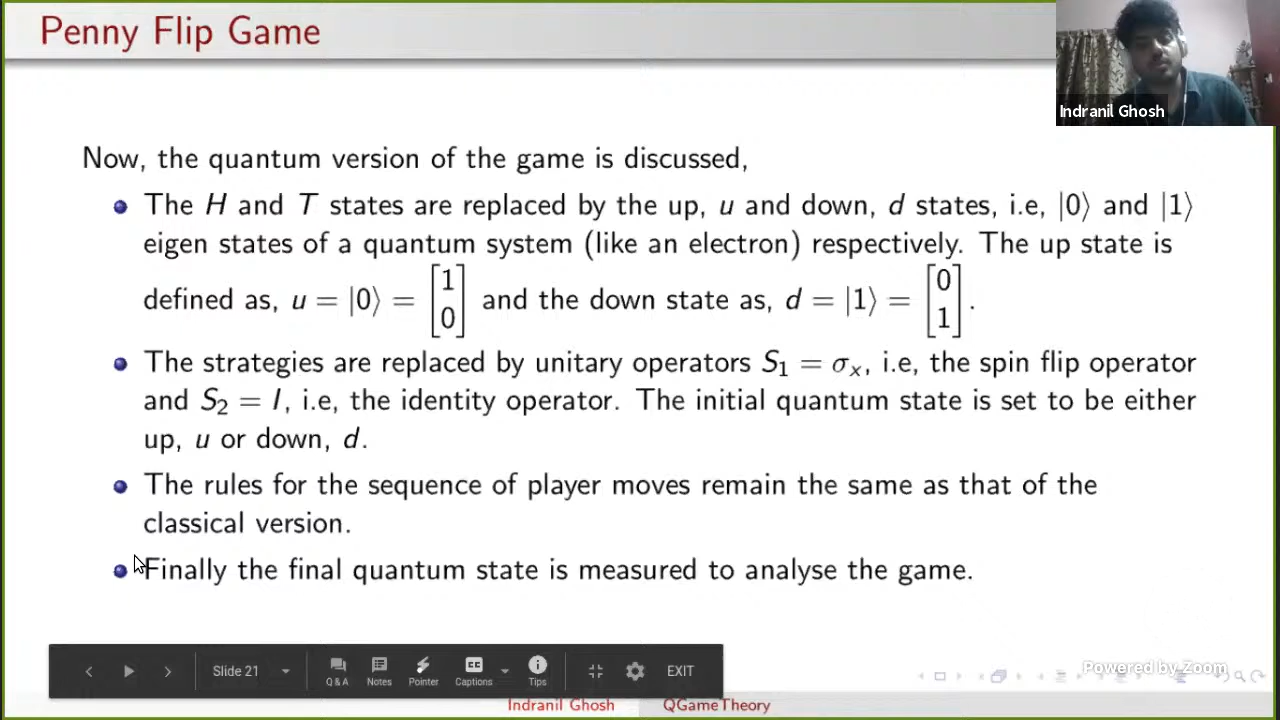 Penny Flip Game
Indranil Ghosh
Now, the quantum version of the game is discussed,
The H and T states are replaced by the up, u and down, d states, i.e, |0⟩ and |1⟩
eigen states of a quantum system (like an electron) respectively. The up state is
defined as, u = |0⟩ = [1 0] and the down state as, d = |1⟩ = [0 1].
The strategies are replaced by unitary operators S₁ = σₓ, i.e, the spin flip operator
and S₂ = I, i.e, the identity operator. The initial quantum state is set to be either
up, u or down, d.
The rules for the sequence of player moves remain the same as that of the
classical version.
Finally the final quantum state is measured to analyse the game.
Slide 21
Q&A Notes Pointer Captions Tips
EXIT
Powered by Zoom
Indranil Ghosh QGameTheory